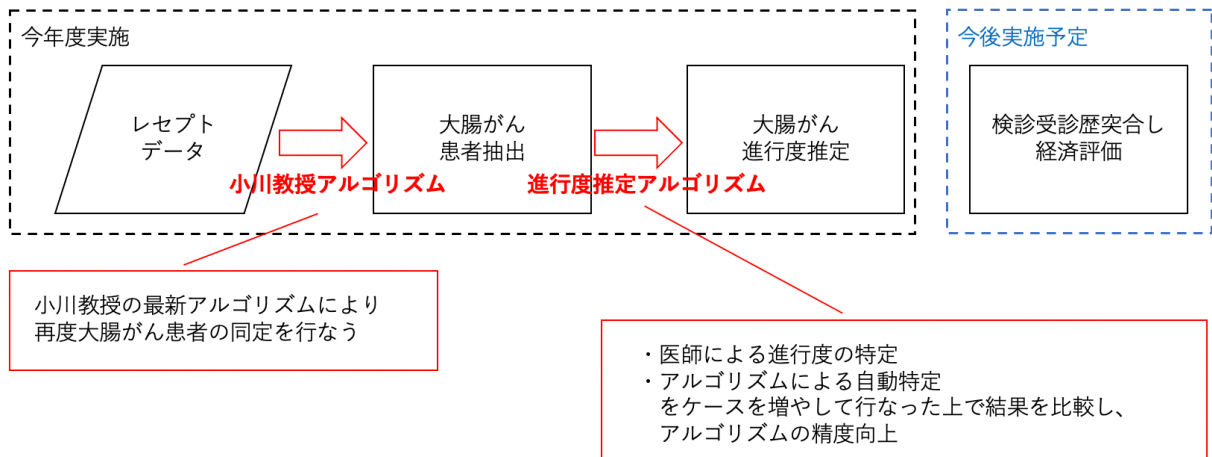 今年度実施
今後実施予定
レセプト
データ
大腸がん
患者抽出
大腸がん
進行度推定
検診受診歴突合し
経済評価
小川教授アルゴリズム
進行度推定アルゴリズム
小川教授の最新アルゴリズムにより
再度大腸がん患者の同定を行なう
・医師による進行度の特定
・アルゴリズムによる自動特定
をケースを増やして行なった上で結果を比較し、
アルゴリズムの精度向上